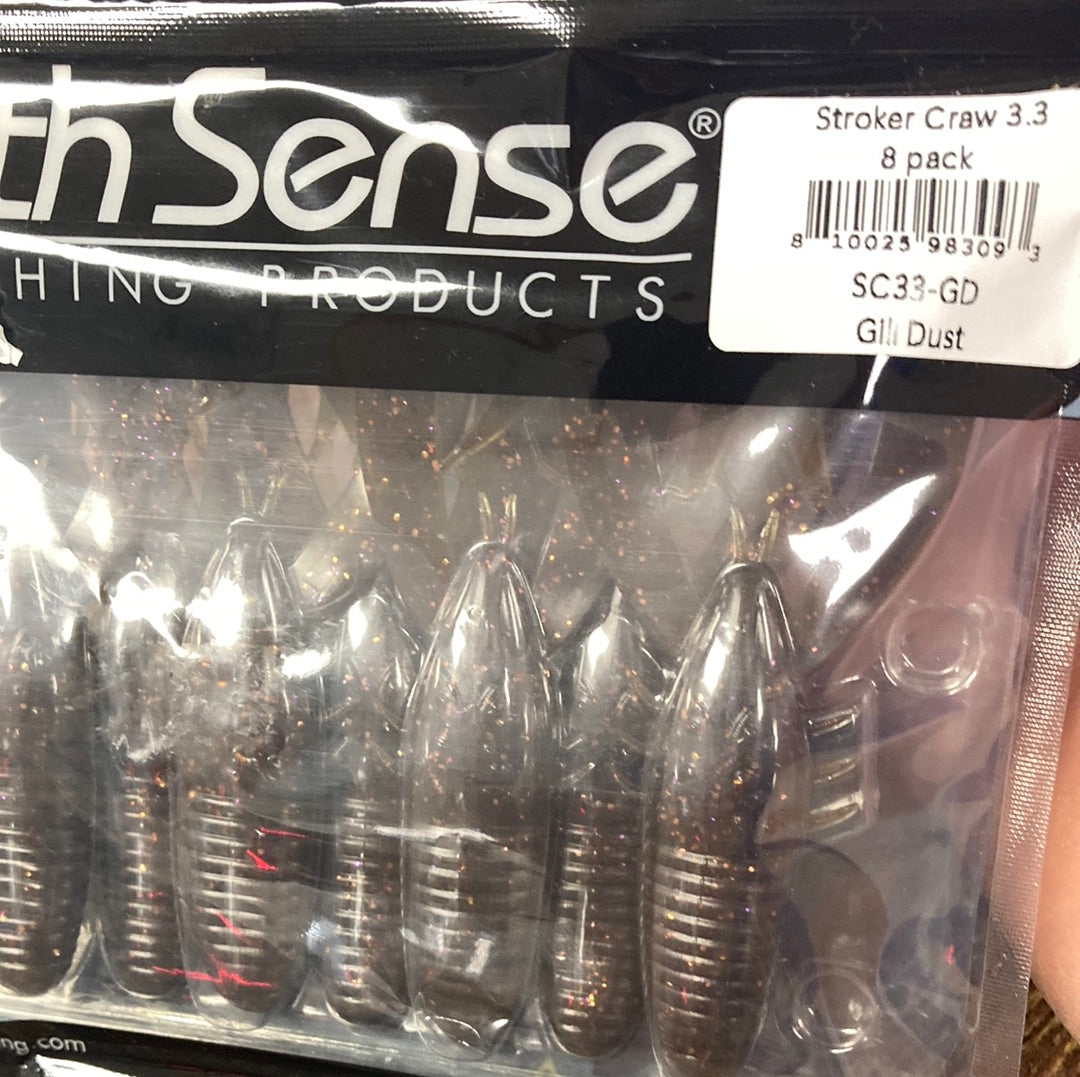 th Sense®
HING PRODUCTS
Stroker Craw 3.3
8 pack
8 10025 98309 3
SC33-GD
Gill Dust
ng.com